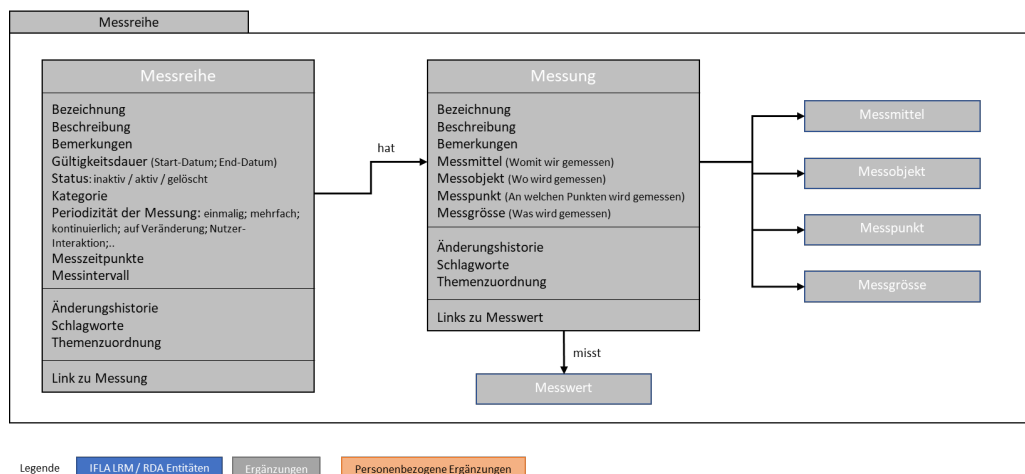 Messreihe
Messreihe
Bezeichnung
Beschreibung
Bemerkungen
Gültigkeitsdauer (Start-Datum; End-Datum)
Status: inaktiv / aktiv / gelöscht
Kategorie
Periodizität der Messung: einmalig; mehrfach;
kontinuierlich; auf Veränderung; Nutzer-
Interaktion;..
Messzeitpunkte
Messintervall
Änderungshistorie
Schlagworte
Themenzuordnung
Link zu Messung
hat
Messung
Bezeichnung
Beschreibung
Bemerkungen
Messmittel (Womit wir gemessen)
Messobjekt (Wo wird gemessen)
Messpunkt (An welchen Punkten wird gemessen)
Messgrösse (Was wird gemessen)
Änderungshistorie
Schlagworte
Themenzuordnung
Links zu Messwert
misst
Messwert
Messmittel
Messobjekt
Messpunkt
Messgrösse
Legende
IFLA LRM / RDA Entitäten
Ergänzungen
Personenbezogene Ergänzungen